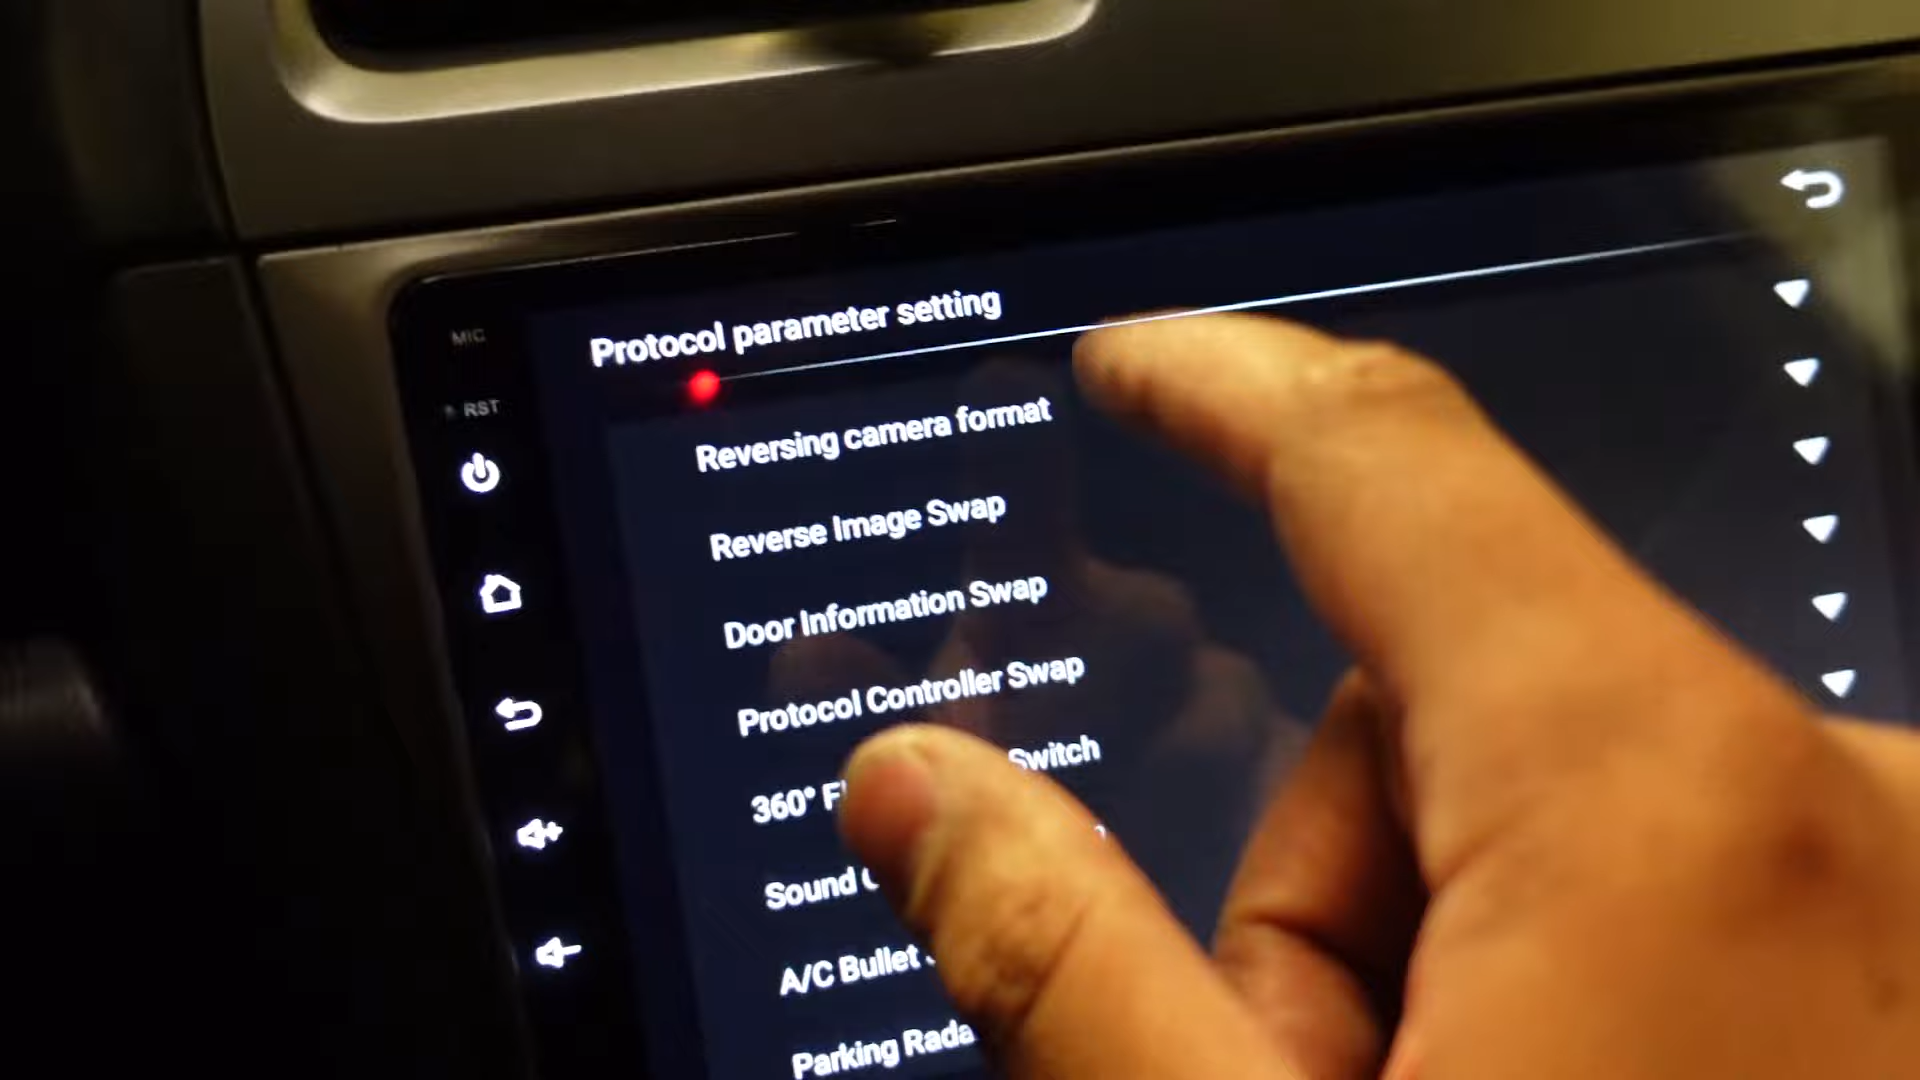 MIC
RST
Protocol parameter setting
Reversing camera format
Reverse Image Swap
Door Information Swap
Protocol Controller Swap
360° Switch
Sound
A/C Bullet
Parking